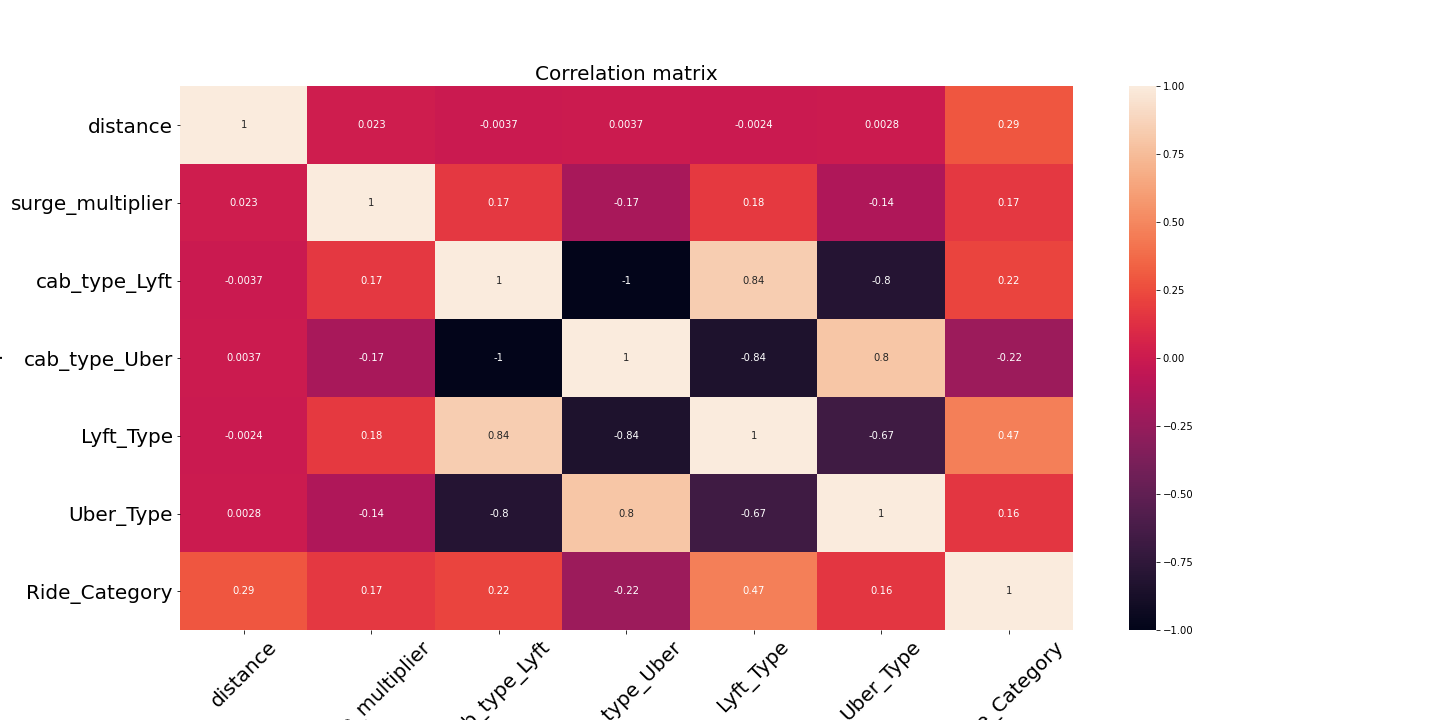 Correlation matrix
distance 1 0.023 -0.0037 0.0037 -0.0024 0.0028 0.29
surge_multiplier 0.023 1 0.17 -0.17 0.18 -0.14 0.17
cab_type_Lyft -0.0037 0.17 1 -1 0.84 -0.8 0.22
cab_type_Uber 0.0037 -0.17 -1 1 -0.84 0.8 -0.22
Lyft_Type -0.0024 0.18 0.84 -0.84 1 -0.67 0.47
Uber_Type 0.0028 -0.14 -0.8 0.8 -0.67 1 0.16
Ride_Category 0.29 0.17 0.22 -0.22 0.47 0.16 1
distance _multiplier b_type_Lyft type_Uber Lyft_Type Uber_Type e_Category
1.00
0.75
0.50
0.25
0.00
−0.25
−0.50
−0.75
−1.00